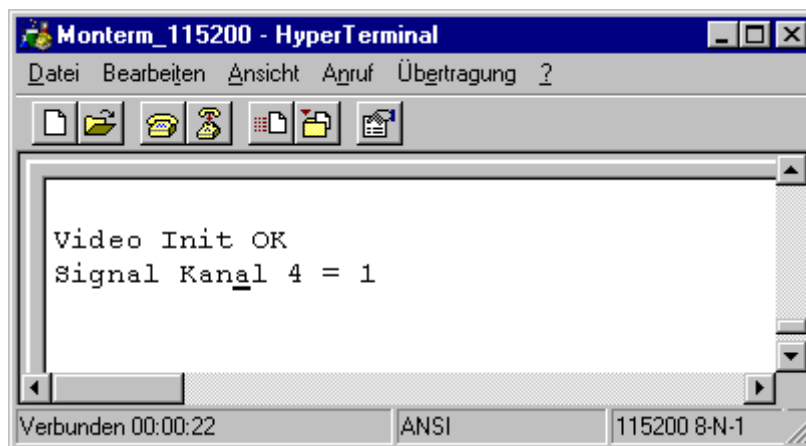 Monterm_115200 - HyperTerminal
Datei Bearbeiten Ansicht Anruf Übertragung ?
Video Init OK
Signal Kanal 4 = 1
Verbunden 00:00:22 ANSI 115200 8-N-1